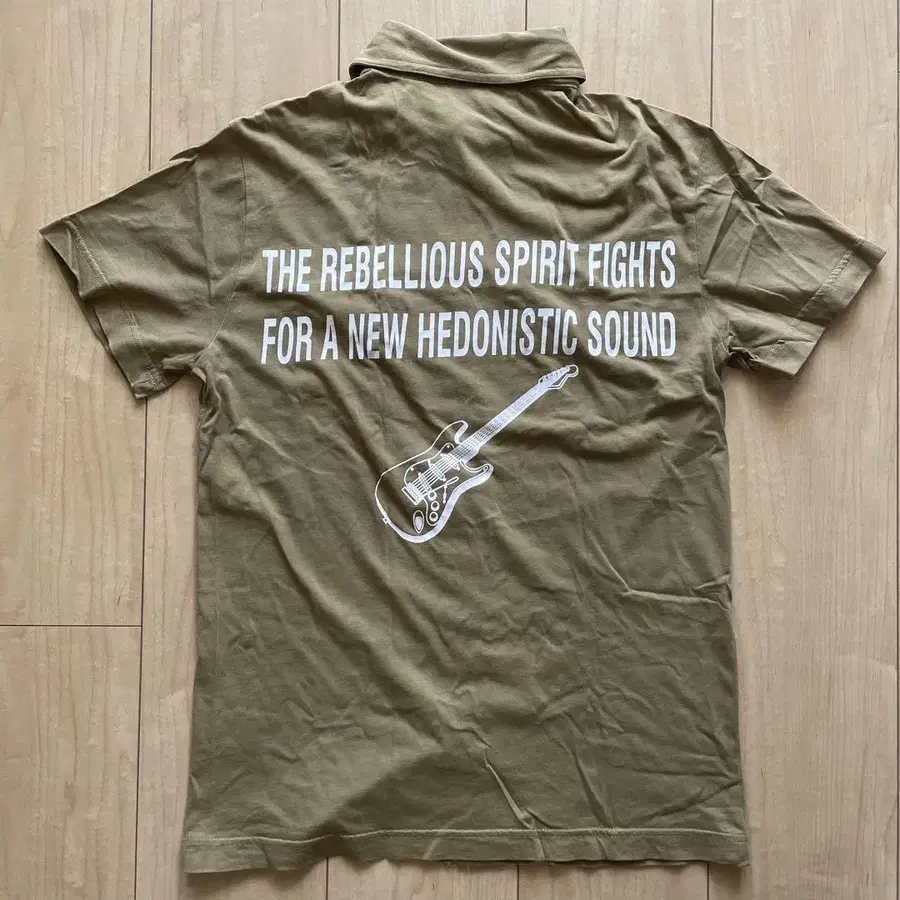 THE REBELLIOUS SPIRIT FIGHTS
FOR A NEW HEDONISTIC SOUND